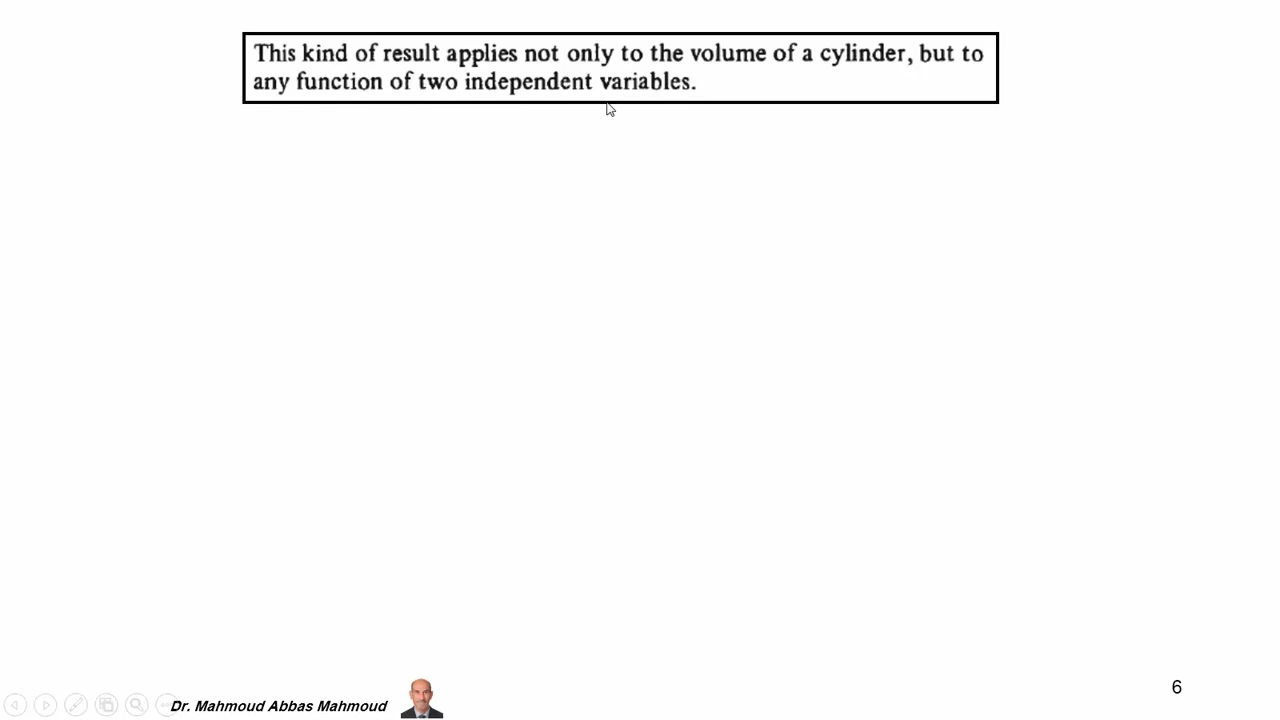 This kind of result applies not only to the volume of a cylinder, but to
any function of two independent variables.
Dr. Mahmoud Abbas Mahmoud
6